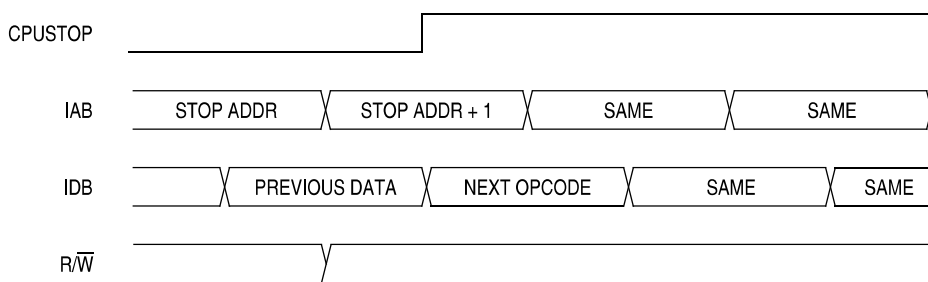 CPUSTOP
IAB STOP ADDR STOP ADDR + 1 SAME SAME
IDB PREVIOUS DATA NEXT OPCODE SAME SAME
R/W̅